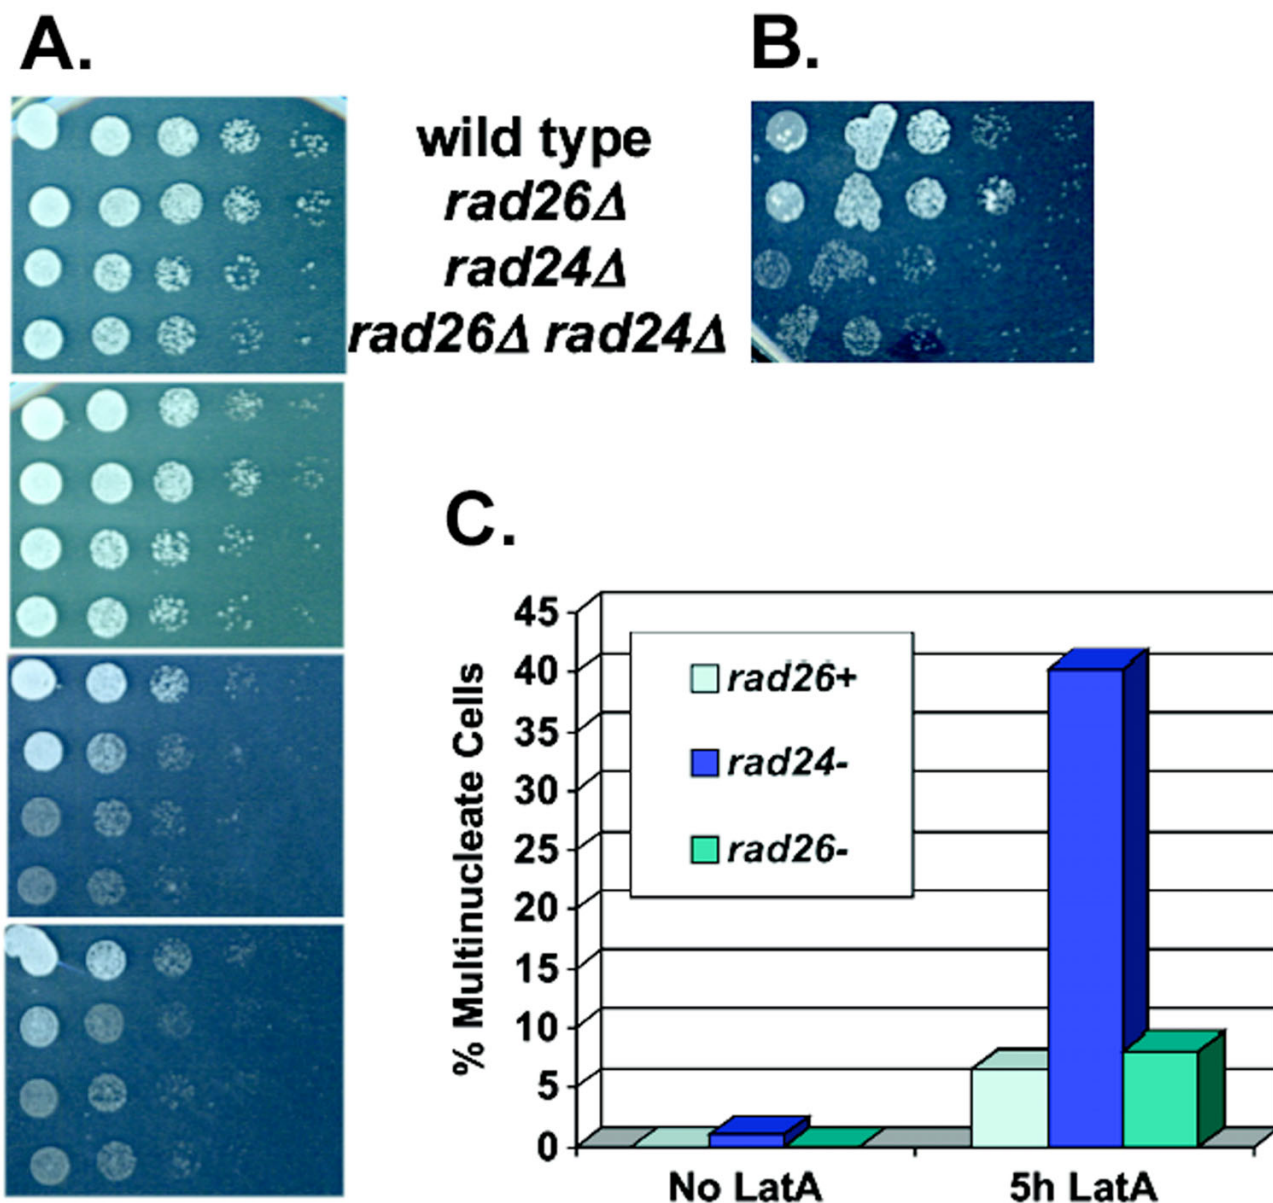 A.
B.
wild type
rad26Δ
rad24Δ
rad26Δ rad24Δ
C.
% Multinucleate Cells
45
40
35
30
25
20
15
10
5
0
rad26+
rad24-
rad26-
No LatA
5h LatA